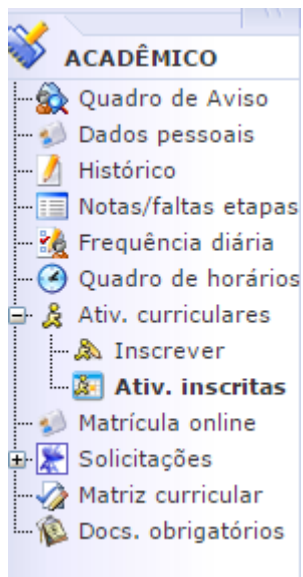 ACADÊMICO
Quadro de Aviso
Dados pessoais
Histórico
Notas/faltas etapas
Frequência diária
Quadro de horários
Ativ. curriculares
Inscrever
Ativ. inscritas
Matrícula online
Solicitações
Matriz curricular
Docs. obrigatórios